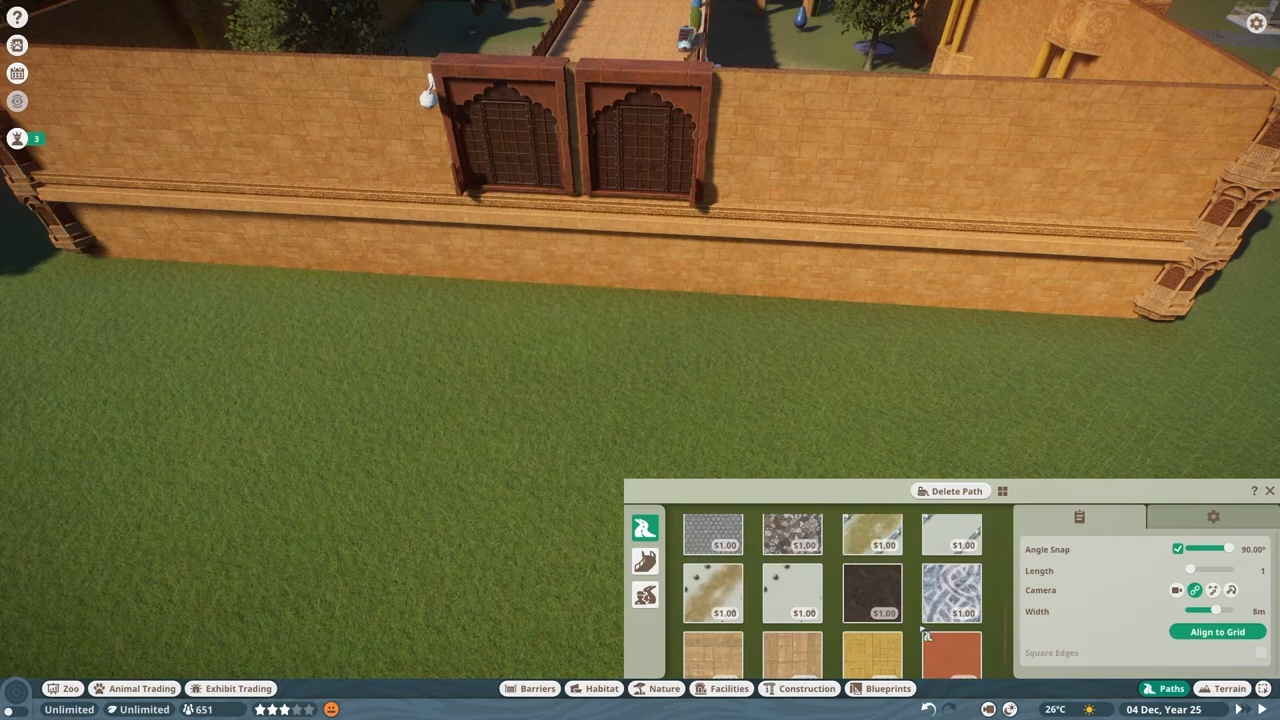 3
Delete Path
?
$1.00 $1.00 $1.00 $1.00
Angle Snap 90.00°
Length 1
Camera
$1.00 $1.00 $1.00 $1.00
Width 8m
Align to Grid
Square Edges
Zoo Animal Trading Exhibit Trading Barriers Habitat Nature Facilities Construction Blueprints Paths Terrain
Unlimited Unlimited 651 26°C 04 Dec, Year 25